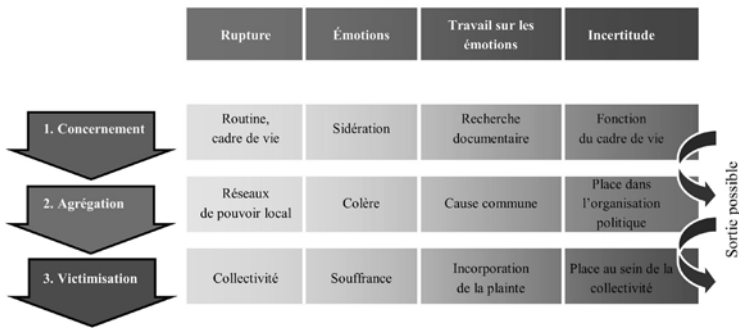 Rupture
Émotions
Travail sur les
émotions
Incertitude
1. Concernement
Routine,
cadre de vie
Sidération
Recherche
documentaire
Fonction
du cadre de vie
2. Agrégation
Réseaux
de pouvoir local
Colère
Cause commune
Place dans
l'organisation
politique
3. Victimisation
Collectivité
Souffrance
Incorporation
de la plainte
Place au sein de la
collectivité
Sortie possible